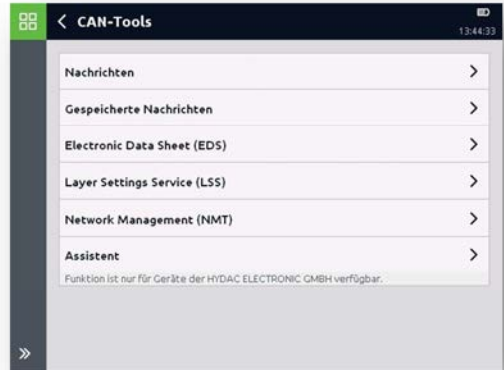 CAN-Tools
13:44:33
Nachrichten
Gespeicherte Nachrichten
Electronic Data Sheet (EDS)
Layer Settings Service (LSS)
Network Management (NMT)
Assistent
Funktion ist nur für Geräte der HYDAC ELECTRONIC GMBH verfügbar.